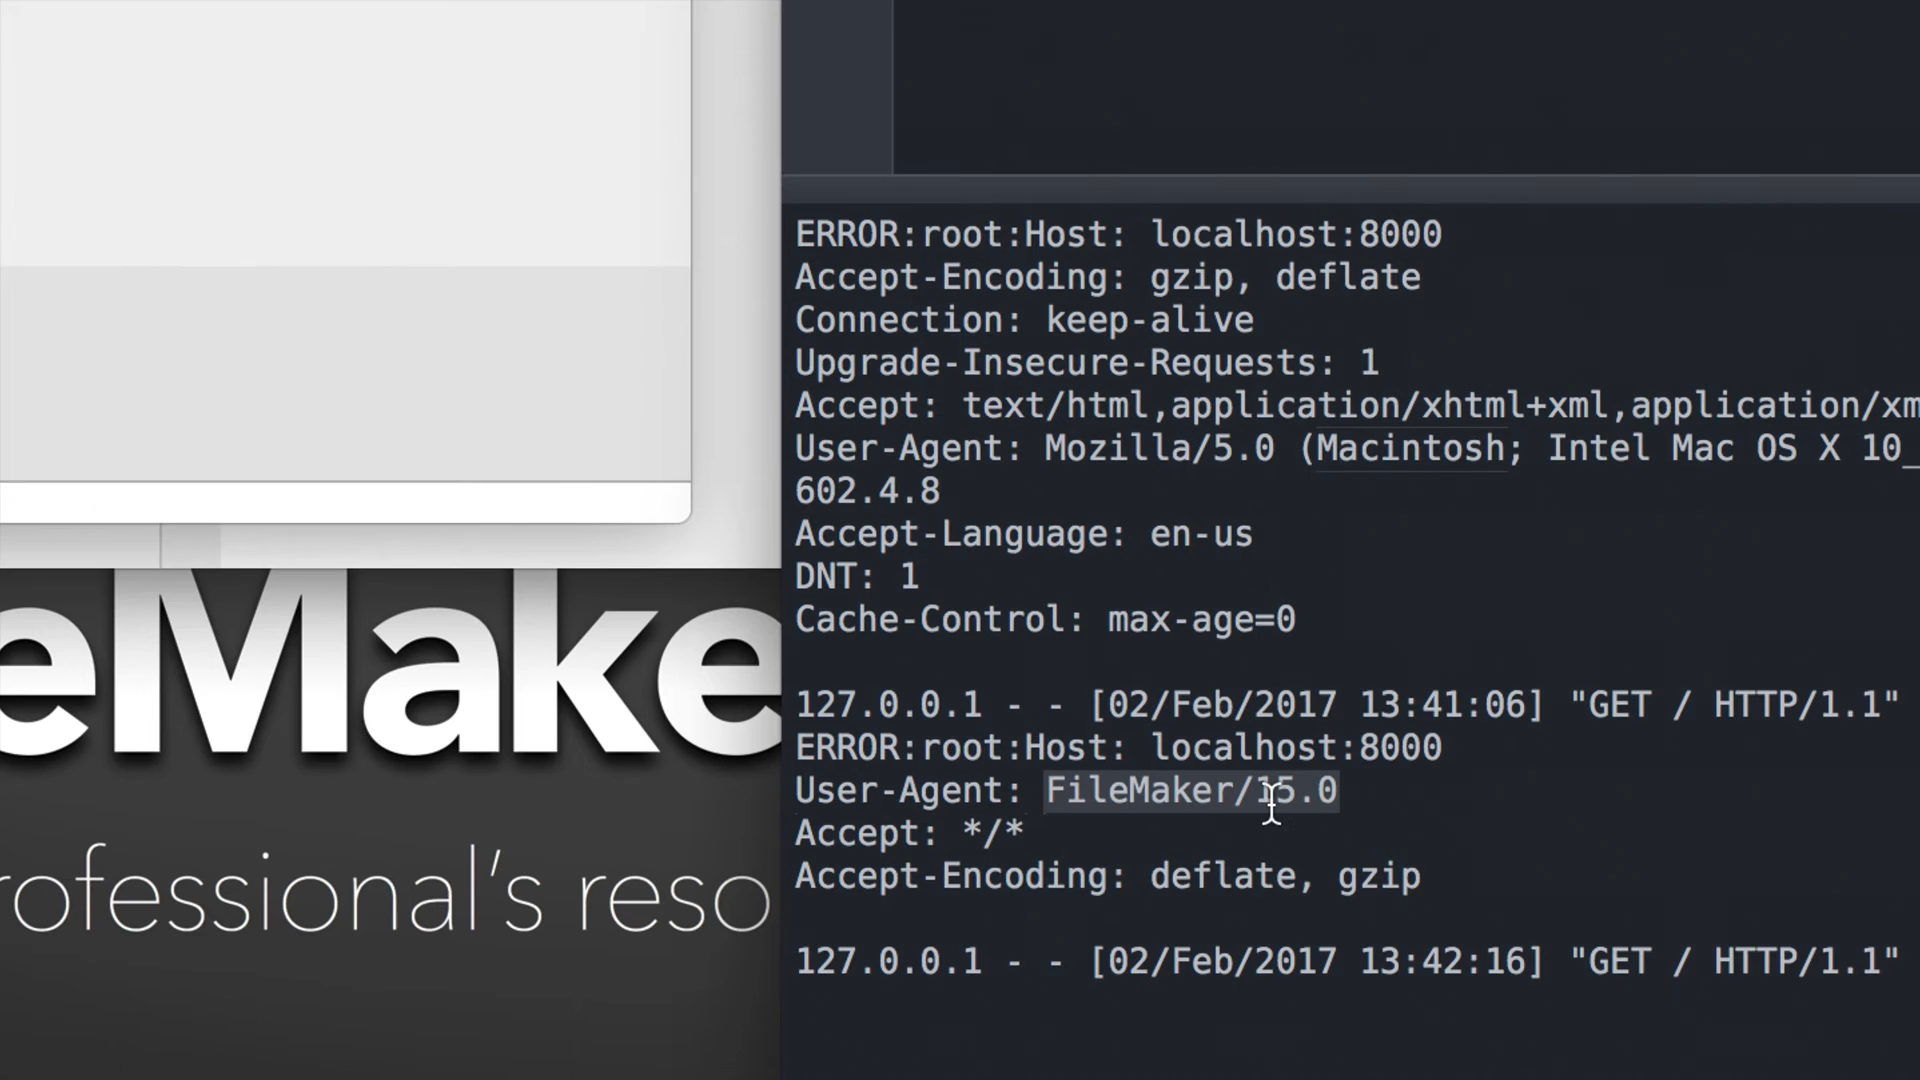 ERROR:root:Host: localhost:8000
Accept-Encoding: gzip, deflate
Connection: keep-alive
Upgrade-Insecure-Requests: 1
Accept: text/html,application/xhtml+xml,application/xm
User-Agent: Mozilla/5.0 (Macintosh; Intel Mac OS X 10_
602.4.8
Accept-Language: en-us
DNT: 1
Cache-Control: max-age=0
127.0.0.1 - - [02/Feb/2017 13:41:06] "GET / HTTP/1.1"
ERROR:root:Host: localhost:8000
User-Agent: FileMaker/15.0
Accept: */*
Accept-Encoding: deflate, gzip
127.0.0.1 - - [02/Feb/2017 13:42:16] "GET / HTTP/1.1"
eMake
rofessional’s reso